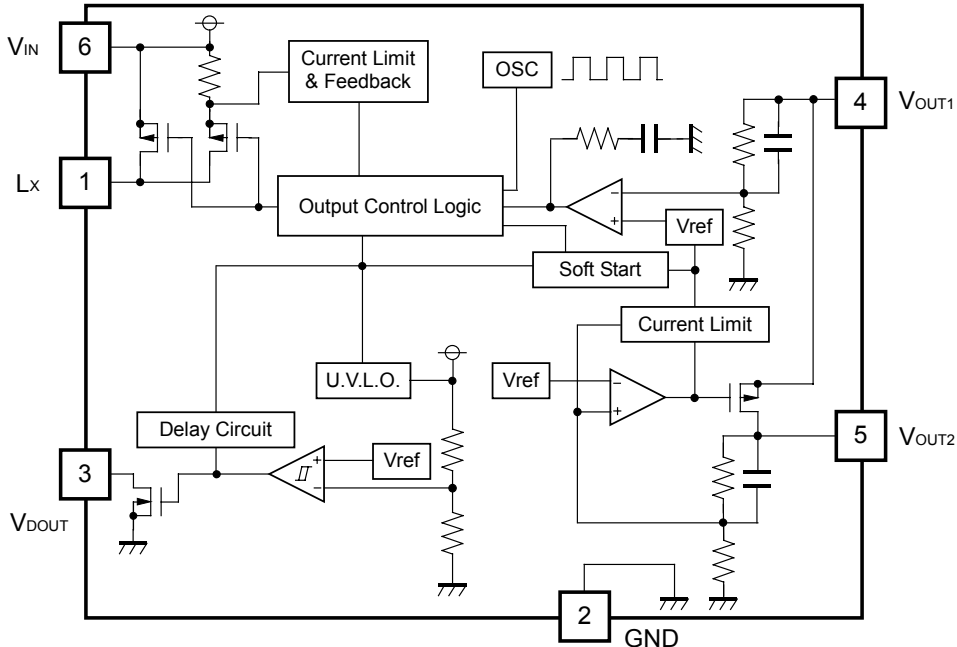 VIN
6
Current Limit
& Feedback
OSC
4
VOUT1
LX
1
Output Control Logic
−
+
Vref
Soft Start
Current Limit
U.V.L.O.
Vref
−
+
Delay Circuit
5
VOUT2
3
+
−
Vref
VDOUT
2
GND